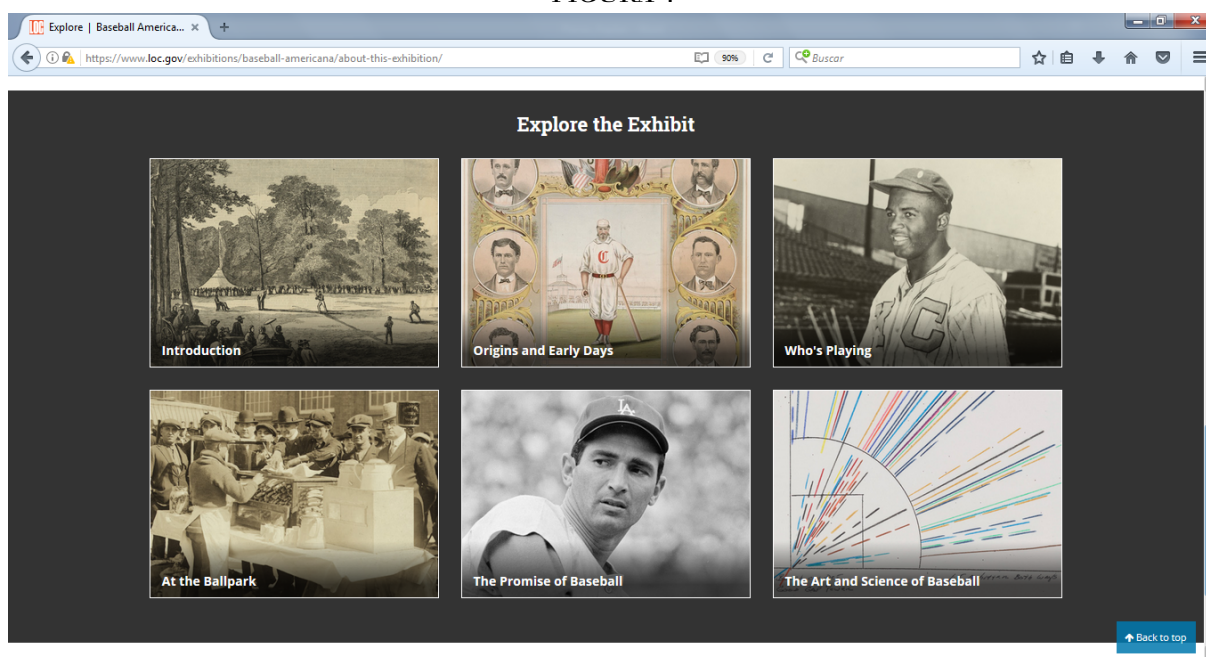 Explore | Baseball America...
https://www.loc.gov/exhibitions/baseball-americana/about-this-exhibition/
90%
Buscar
Explore the Exhibit
Introduction
Origins and Early Days
Who's Playing
At the Ballpark
The Promise of Baseball
The Art and Science of Baseball
C
C
LA
Back to top